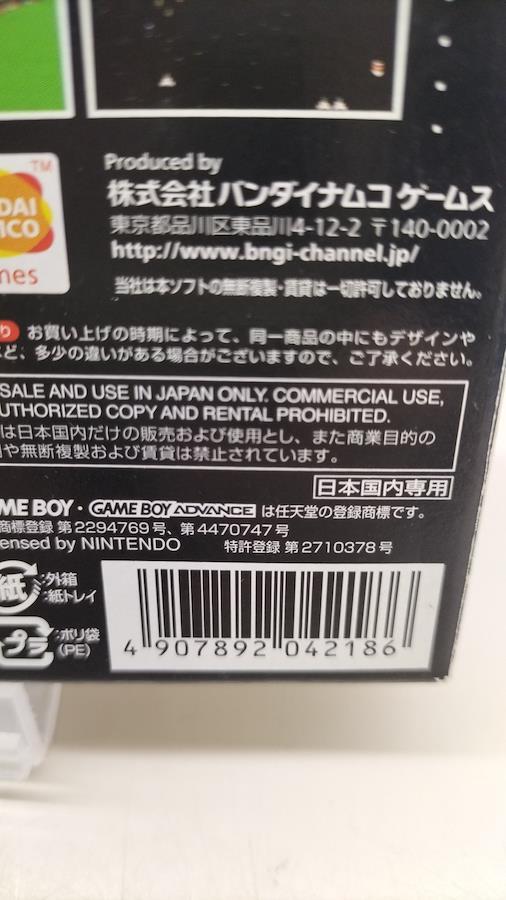 TM
Produced by
株式会社 バンダイナムコ ゲームス
DAI
MCO
東京都品川区東品川4-12-2 〒140-0002
http://www.bngi-channel.jp/
mes
当社は本ソフトの無断複製・賃貸は一切許可しておりません。
り お買い上げの時期によって、同一商品の中にもデザインや
ど、多少の違いがある場合がございますので、ご了承ください。
SALE AND USE IN JAPAN ONLY. COMMERCIAL USE,
UTHORIZED COPY AND RENTAL PROHIBITED.
は日本国内だけの販売および使用とし、また商業目的の
や無断複製および賃貸は禁止されています。
日本国内専用
ME BOY・GAME BOY ADVANCE は任天堂の登録商標です。
商標登録 第2294769号、第4470747号
ensed by NINTENDO 特許登録 第2710378号
紙 :外箱
:紙トレイ
プラ :ポリ袋
(PE)
4 907892 042186